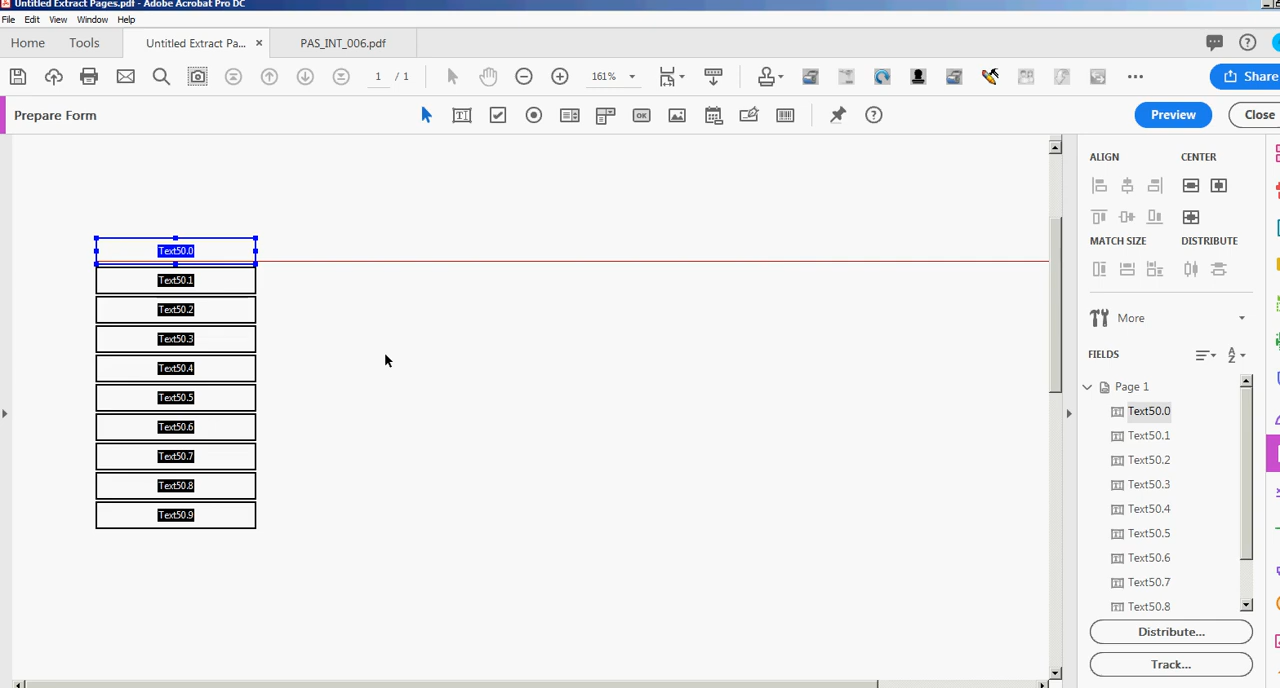 Untitled Extract Pages.pdf - Adobe Acrobat Pro DC
File Edit View Window Help
Home Tools Untitled Extract Pa... × PAS_INT_006.pdf
1 / 1 161% Share
Prepare Form OK Preview Close
ALIGN CENTER
MATCH SIZE DISTRIBUTE
More
FIELDS
Page 1
Text50.0
Text50.1
Text50.2
Text50.3
Text50.4
Text50.5
Text50.6
Text50.7
Text50.8
Distribute...
Track...
Text50.0
Text50.1
Text50.2
Text50.3
Text50.4
Text50.5
Text50.6
Text50.7
Text50.8
Text50.9